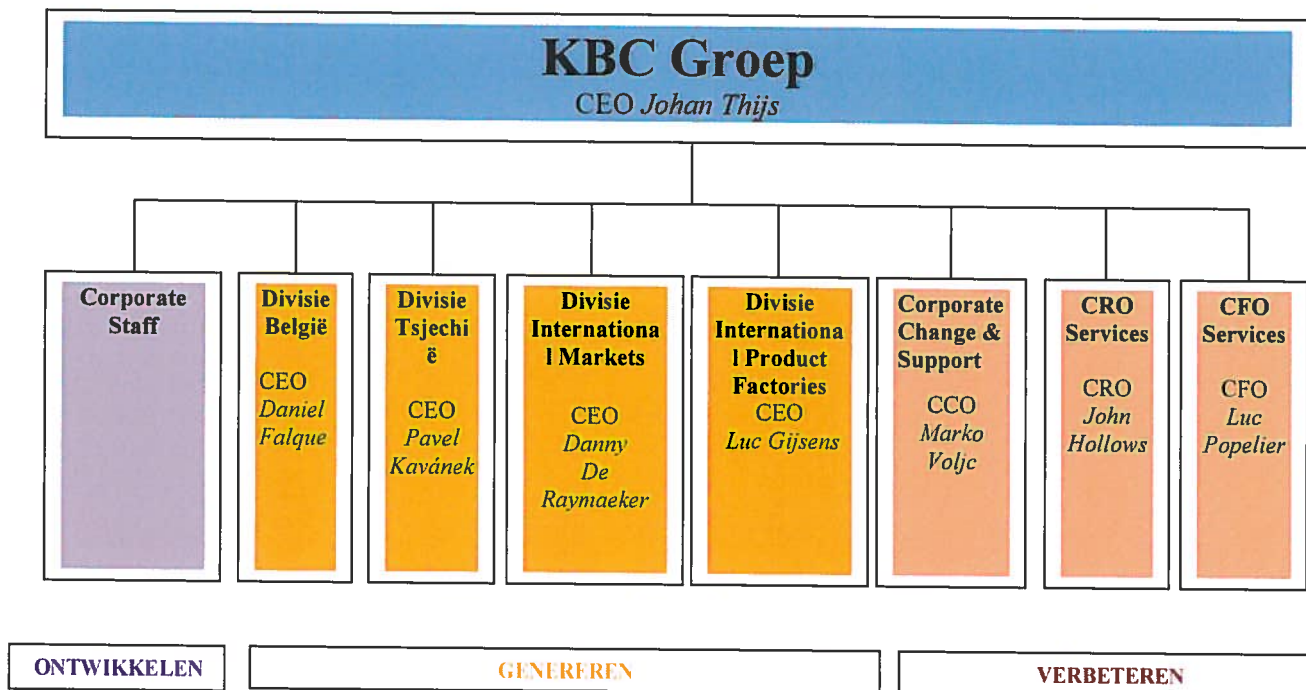 KBC Groep
CEO Johan Thijs
Corporate
Staff
Divisie
België
CEO
Daniel
Falque
Divisie
Tsjechi
ë
CEO
Pavel
Kavánek
Divisie
Internationa
l Markets
CEO
Danny
De
Raymaeker
Divisie
Internationa
l Product
Factories
CEO
Luc Gijsens
Corporate
Change &
Support
CCO
Marko
Voljc
CRO
Services
CRO
John
Hollows
CFO
Services
CFO
Luc
Popelier
ONTWIKKELEN
GENEREREN
VERBETEREN